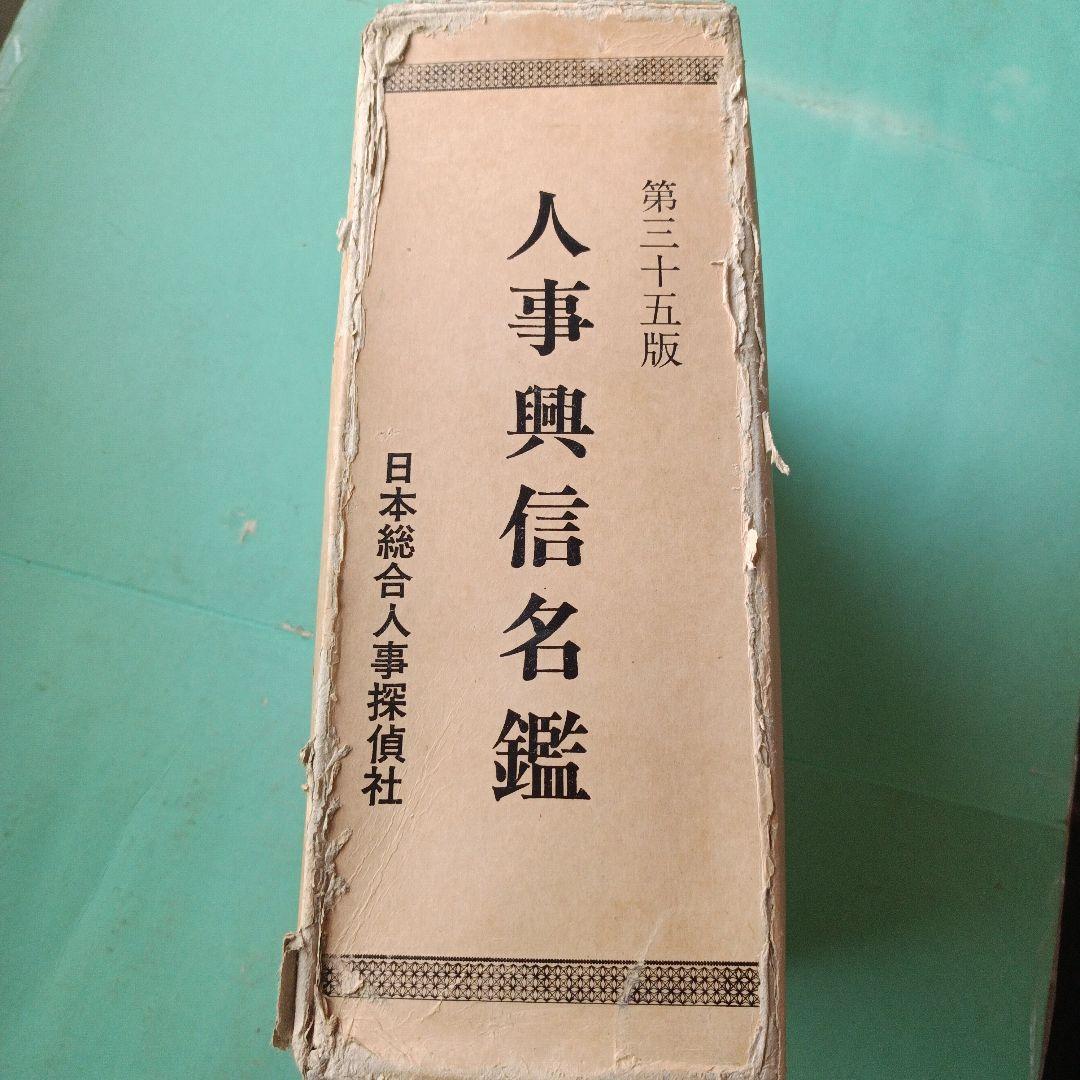 第三十五版
人事興信名鑑
日本総合人事探偵社